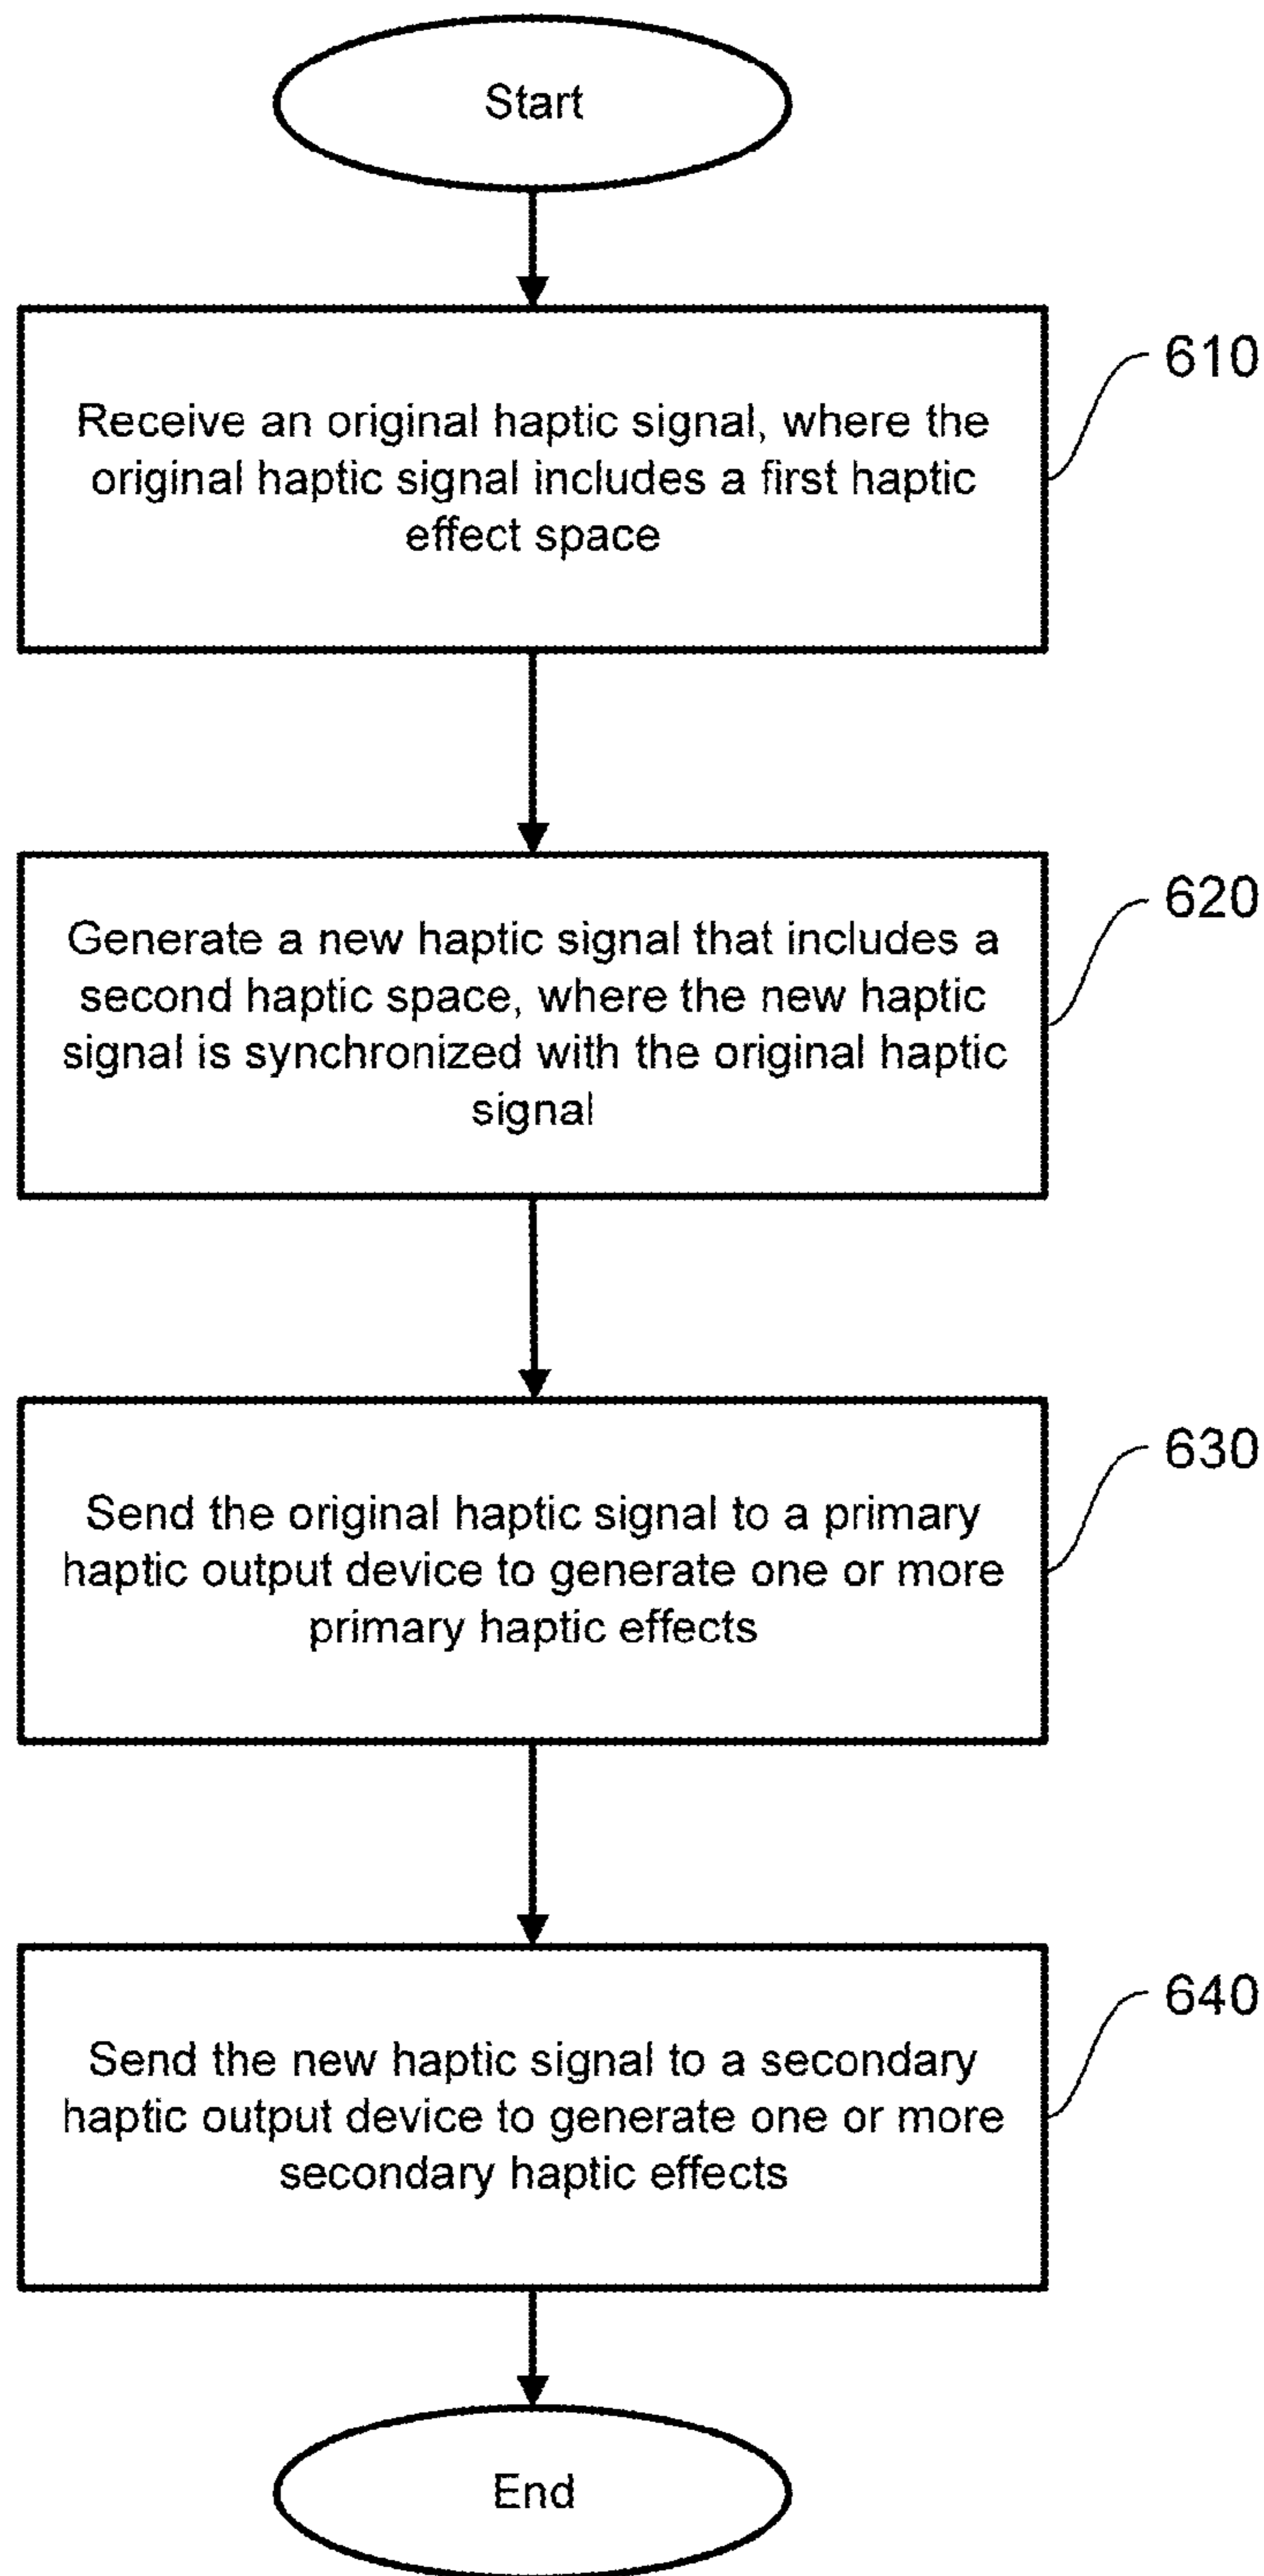 Start
610
Receive an original haptic signal, where the
original haptic signal includes a first haptic
effect space
620
Generate a new haptic signal that includes a
second haptic space, where the new haptic
signal is synchronized with the original haptic
signal
630
Send the original haptic signal to a primary
haptic output device to generate one or more
primary haptic effects
640
Send the new haptic signal to a secondary
haptic output device to generate one or more
secondary haptic effects
End